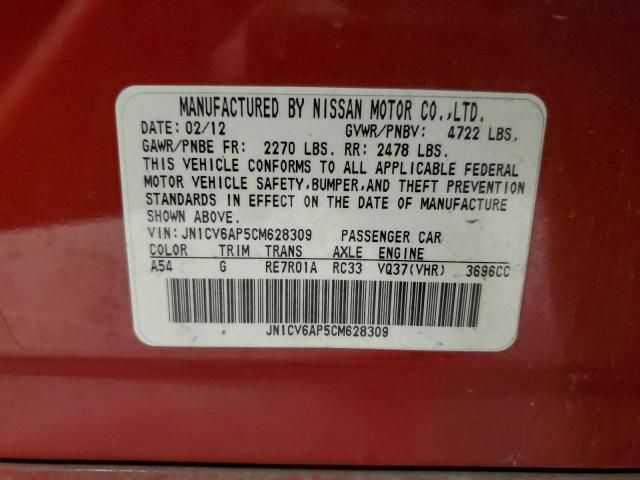 MANUFACTURED BY NISSAN MOTOR CO.,LTD.
DATE: 02/12 GVWR/PNBV: 4722 LBS.
GAWR/PNBE FR: 2270 LBS. RR: 2478 LBS.
THIS VEHICLE CONFORMS TO ALL APPLICABLE FEDERAL
MOTOR VEHICLE SAFETY,BUMPER,AND THEFT PREVENTION
STANDARDS IN EFFECT ON THE DATE OF MANUFACTURE
SHOWN ABOVE.
VIN:JN1CV6AP5CM628309 PASSENGER CAR
COLOR TRIM TRANS AXLE ENGINE
A54 G RE7R01A RC33 VQ37(VHR) 3696CC
JN1CV6AP5CM628309